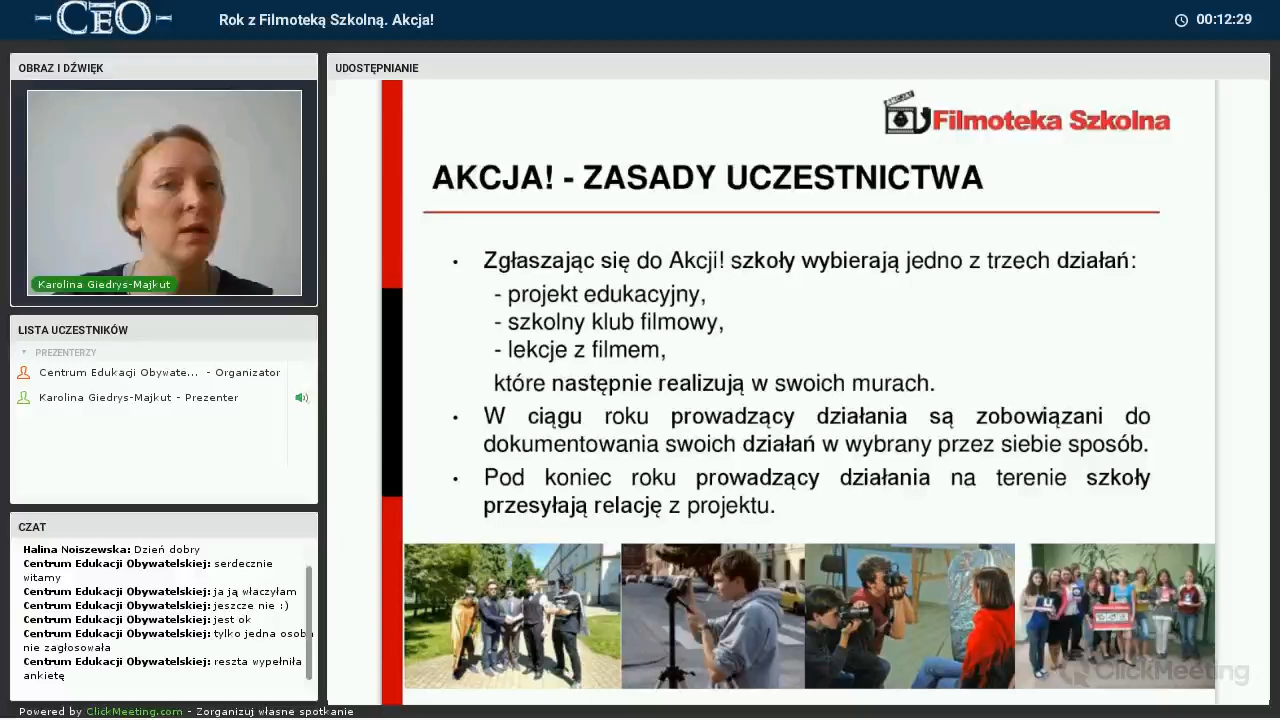 CEO
Rok z Filmoteką Szkolną. Akcja!
00:12:29
OBRAZ I DŹWIĘK
Karolina Giedrys-Majkut
LISTA UCZESTNIKÓW
PREZENTERZY
Centrum Edukacji Obywate... - Organizator
Karolina Giedrys-Majkut - Prezenter
CZAT
Halina Noiszewska: Dzień dobry
Centrum Edukacji Obywatelskiej: serdecznie
witamy
Centrum Edukacji Obywatelskiej: ja ją właczyłam
Centrum Edukacji Obywatelskiej: jeszcze nie :)
Centrum Edukacji Obywatelskiej: jest ok
Centrum Edukacji Obywatelskiej: tylko jedna osoba
nie zagłosowała
Centrum Edukacji Obywatelskiej: reszta wypełniła
ankietę
UDOSTĘPNIANIE
AKCJA!
Filmoteka Szkolna
AKCJA! - ZASADY UCZESTNICTWA
• Zgłaszając się do Akcji! szkoły wybierają jedno z trzech działań:
- projekt edukacyjny,
- szkolny klub filmowy,
- lekcje z filmem,
które następnie realizują w swoich murach.
• W ciągu roku prowadzący działania są zobowiązani do
dokumentowania swoich działań w wybrany przez siebie sposób.
• Pod koniec roku prowadzący działania na terenie szkoły
przesyłają relację z projektu.
ClickMeeting
Powered by ClickMeeting.com - Zorganizuj własne spotkanie